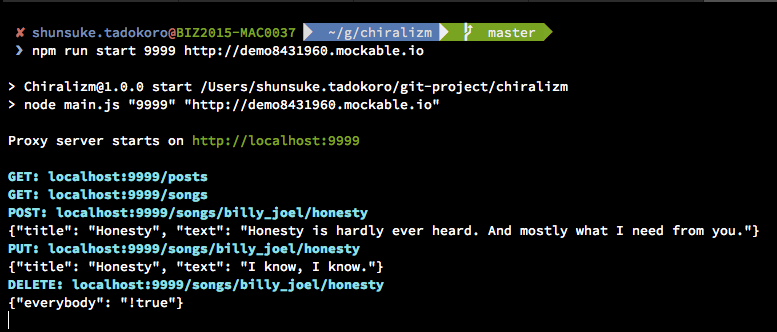 ✘ shunsuke.tadokoro@BIZ2015-MAC0037 ~/g/chiralizm master
❯ npm run start 9999 http://demo8431960.mockable.io
> Chiralizm@1.0.0 start /Users/shunsuke.tadokoro/git-project/chiralizm
> node main.js "9999" "http://demo8431960.mockable.io"
Proxy server starts on http://localhost:9999
GET: localhost:9999/posts
GET: localhost:9999/songs
POST: localhost:9999/songs/billy_joel/honesty
{"title": "Honesty", "text": "Honesty is hardly ever heard. And mostly what I need from you."}
PUT: localhost:9999/songs/billy_joel/honesty
{"title": "Honesty", "text": "I know, I know."}
DELETE: localhost:9999/songs/billy_joel/honesty
{"everybody": "!true"}